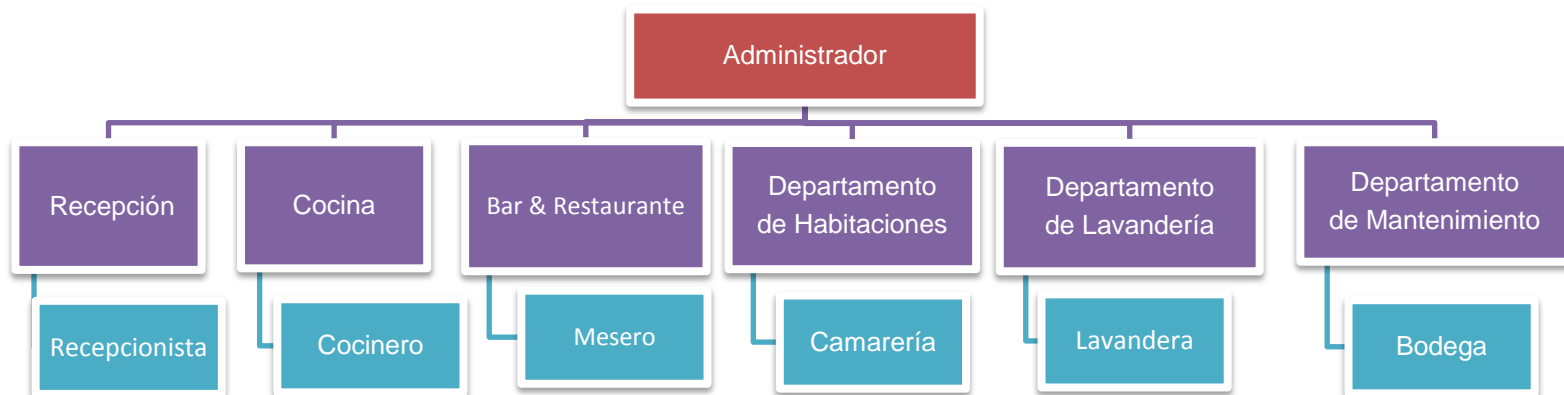 Administrador
Recepción
Cocina
Bar & Restaurante
Departamento
de Habitaciones
Departamento
de Lavandería
Departamento
de Mantenimiento
Recepcionista
Cocinero
Mesero
Camarería
Lavandera
Bodega